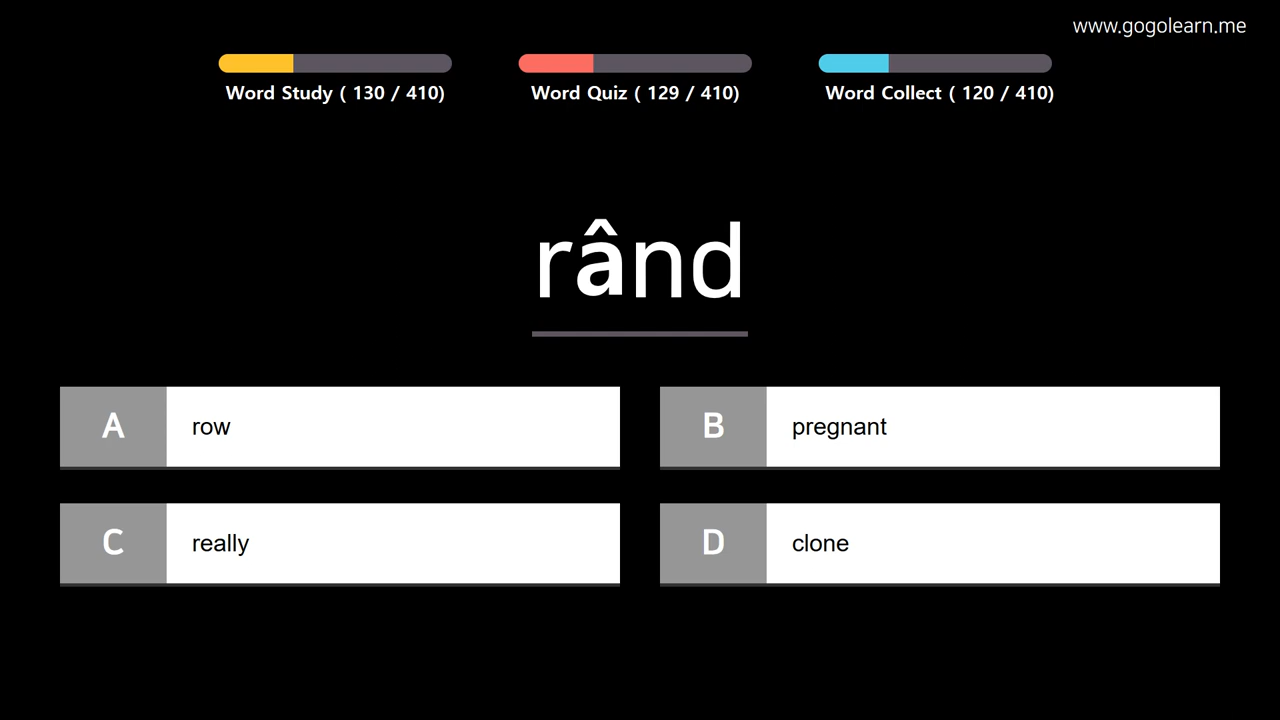 www.gogolearn.me
Word Study ( 130 / 410)
Word Quiz ( 129 / 410)
Word Collect ( 120 / 410)
rând
A row
B pregnant
C really
D clone